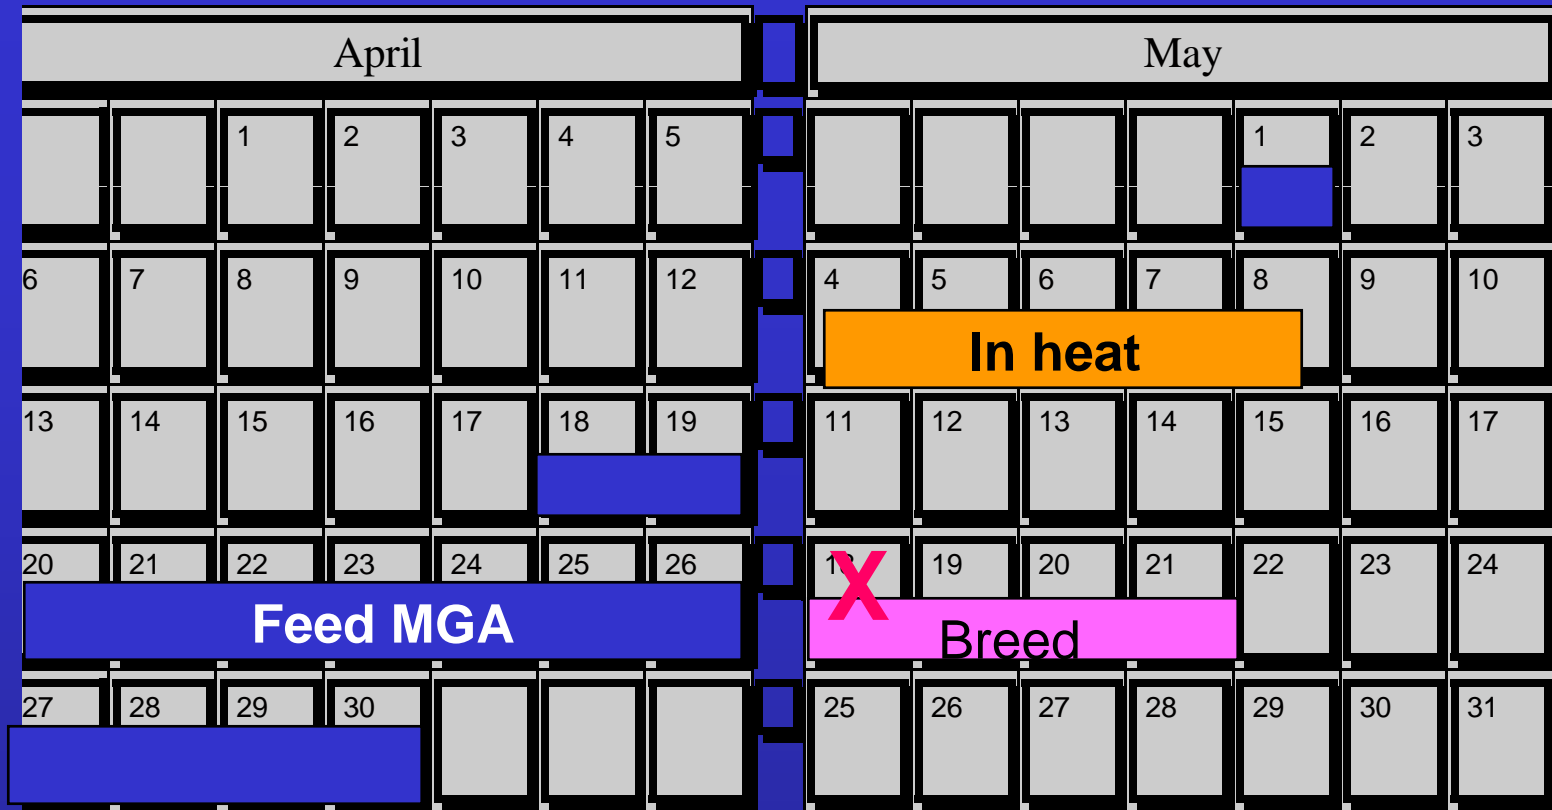 April
1 2 3 4 5
6 7 8 9 10 11 12
13 14 15 16 17 18 19
20 21 22 23 24 25 26
Feed MGA
27 28 29 30
May
1 2 3
4 5 6 7 8 9 10
In heat
11 12 13 14 15 16 17
18 19 20 21 22 23 24
X
Breed
25 26 27 28 29 30 31